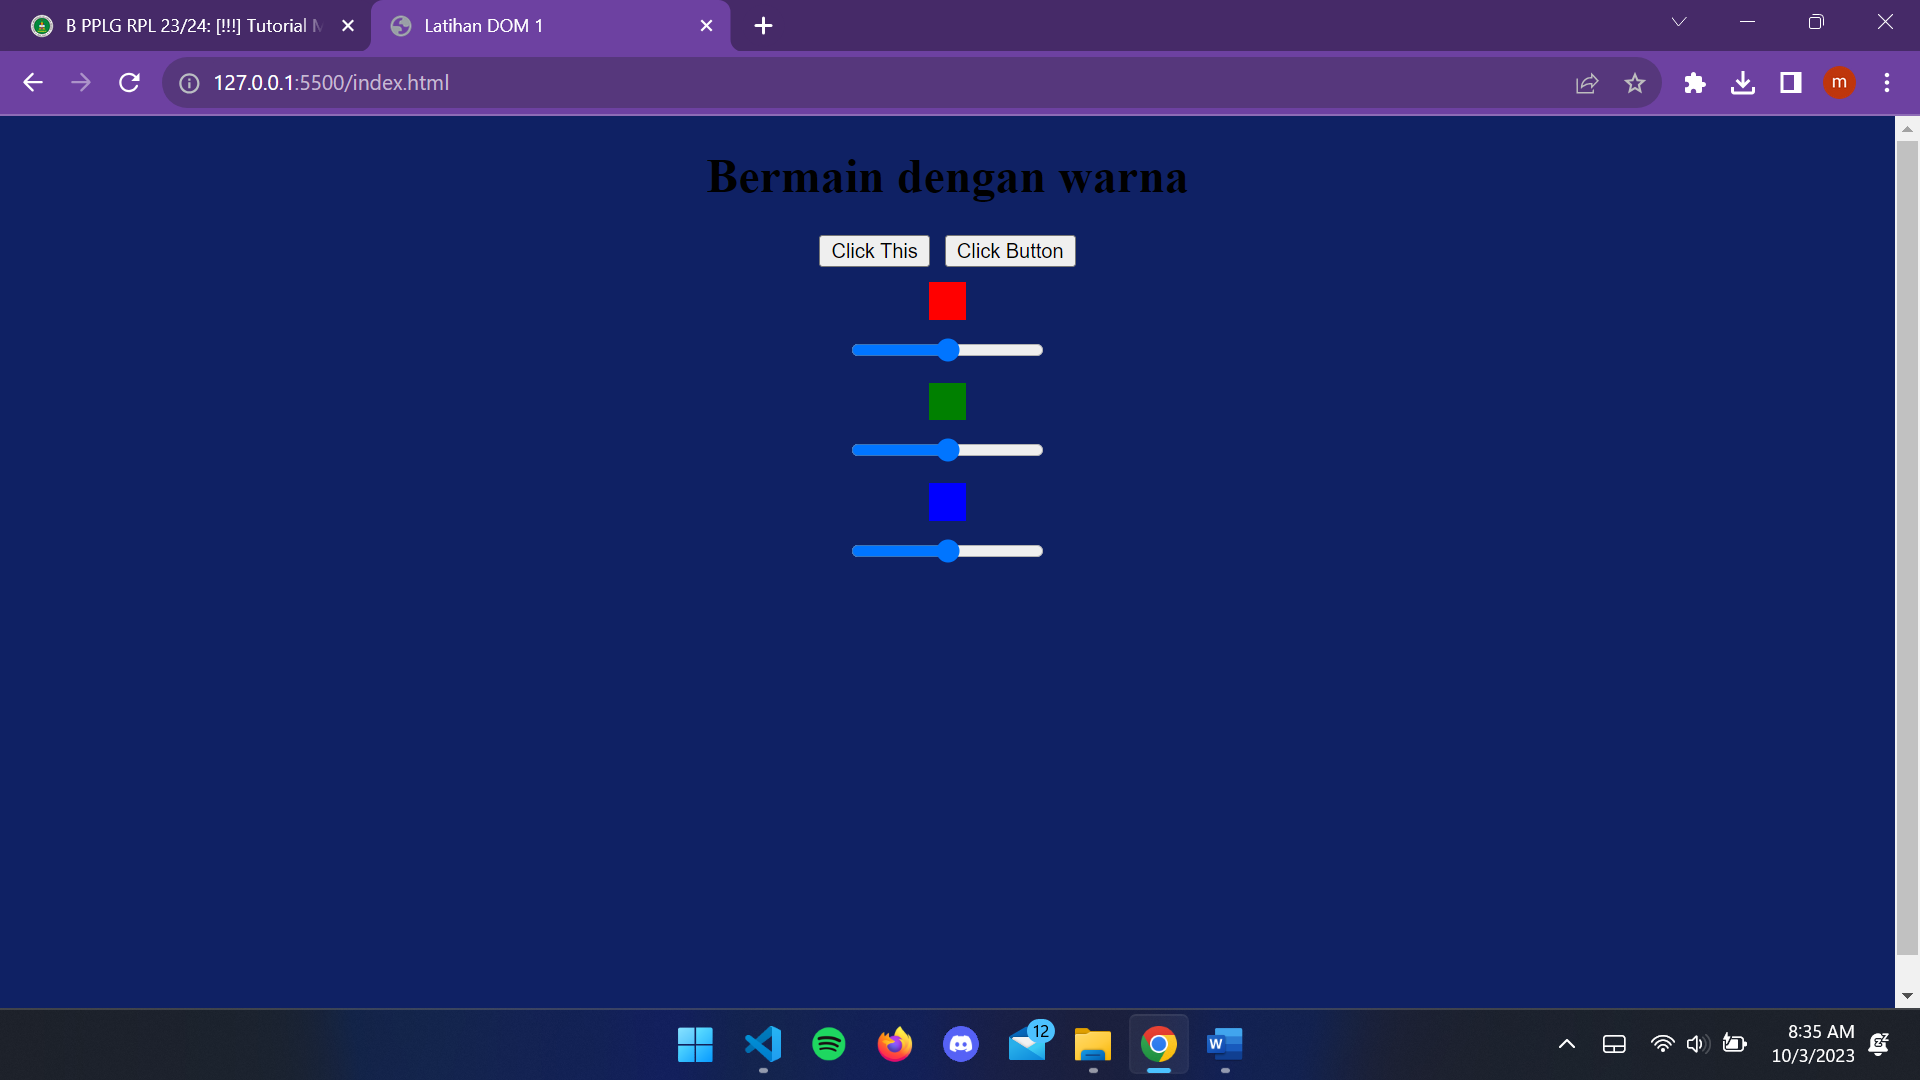 B PPLG RPL 23/24: [!!!] Tutorial
Latihan DOM 1
127.0.0.1:5500/index.html
m
Bermain dengan warna
Click This
Click Button
12
W
8:35 AM
10/3/2023